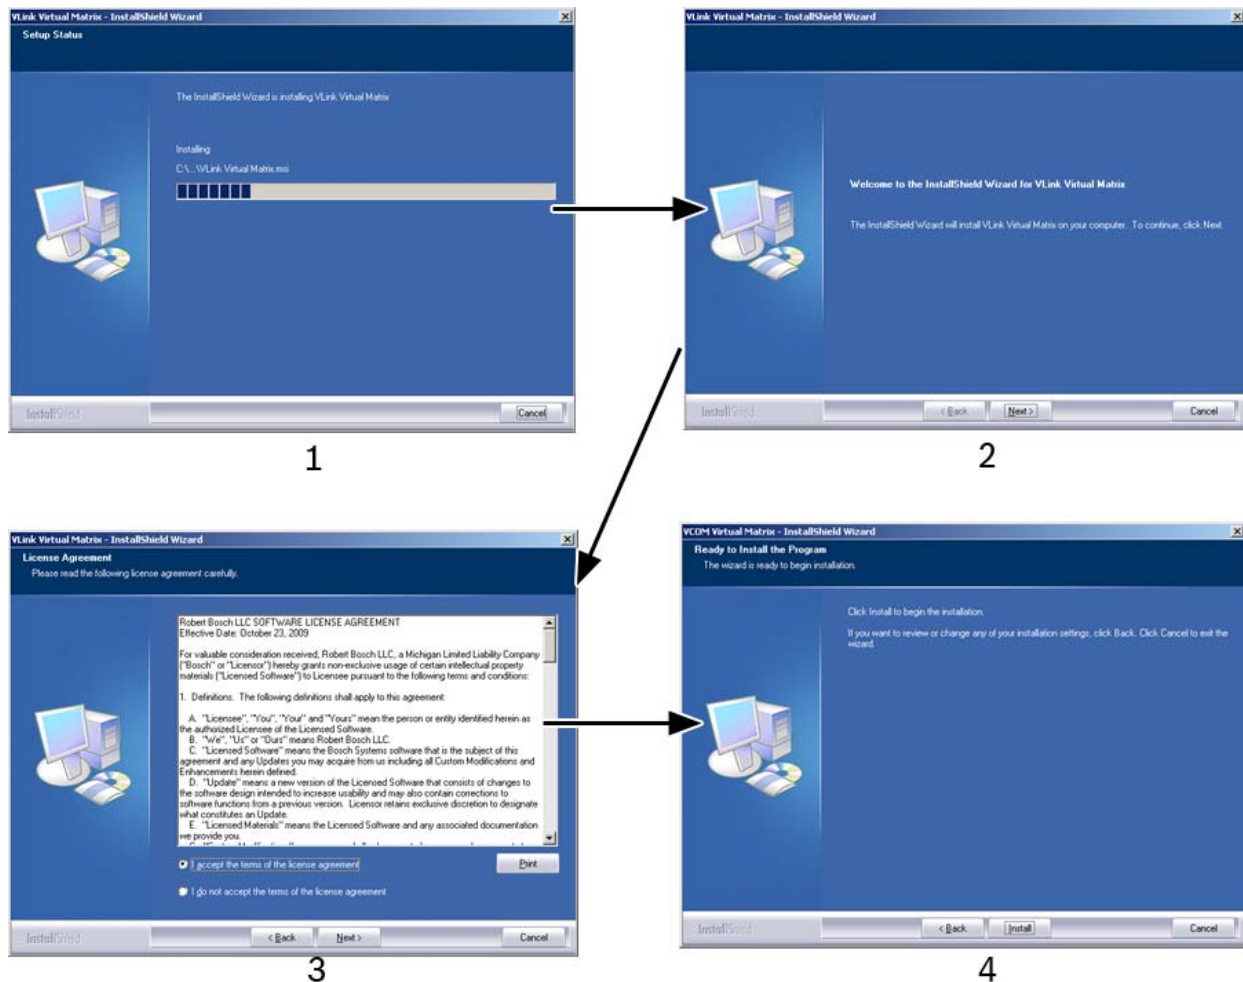 VLink Virtual Matrix - InstallShield Wizard
Setup Status
The InstallShield Wizard is installing VLink Virtual Matrix
Installing
C:\...\VLink Virtual Matrix.msi
InstallShield
Cancel
1
VLink Virtual Matrix - InstallShield Wizard
Welcome to the InstallShield Wizard for VLink Virtual Matrix
The InstallShield Wizard will install VLink Virtual Matrix on your computer. To continue, click Next.
InstallShield
< Back
Next >
Cancel
2
VLink Virtual Matrix - InstallShield Wizard
License Agreement
Please read the following license agreement carefully.
Robert Bosch LLC SOFTWARE LICENSE AGREEMENT
Effective Date: October 23, 2009
For valuable consideration received, Robert Bosch LLC, a Michigan Limited Liability Company
("Bosch" or "Licensor") hereby grants non-exclusive usage of certain intellectual property
materials ("Licensed Software") to Licensee pursuant to the following terms and conditions:
1. Definitions. The following definitions shall apply to this agreement:
A. "Licensee", "You", "Your" and "Yours" mean the person or entity identified herein as
the authorized Licensee of the Licensed Software.
B. "We", "Us" or "Ours" means Robert Bosch LLC.
C. "Licensed Software" means the Bosch Systems software that is the subject of this
agreement and any Updates you may acquire from us including all Custom Modifications and
Enhancements herein defined.
D. "Update" means a new version of the Licensed Software that consists of changes to
the software design intended to increase usability and may also contain corrections to
software functions from a previous version. Licensor retains exclusive discretion to designate
what constitutes an Update.
E. "Licensed Materials" means the Licensed Software and any associated documentation
we provide you.
I accept the terms of the license agreement
Print
I do not accept the terms of the license agreement
InstallShield
< Back
Next >
Cancel
3
VCOM Virtual Matrix - InstallShield Wizard
Ready to Install the Program
The wizard is ready to begin installation.
Click Install to begin the installation.
If you want to review or change any of your installation settings, click Back. Click Cancel to exit the
wizard.
InstallShield
< Back
Install
Cancel
4